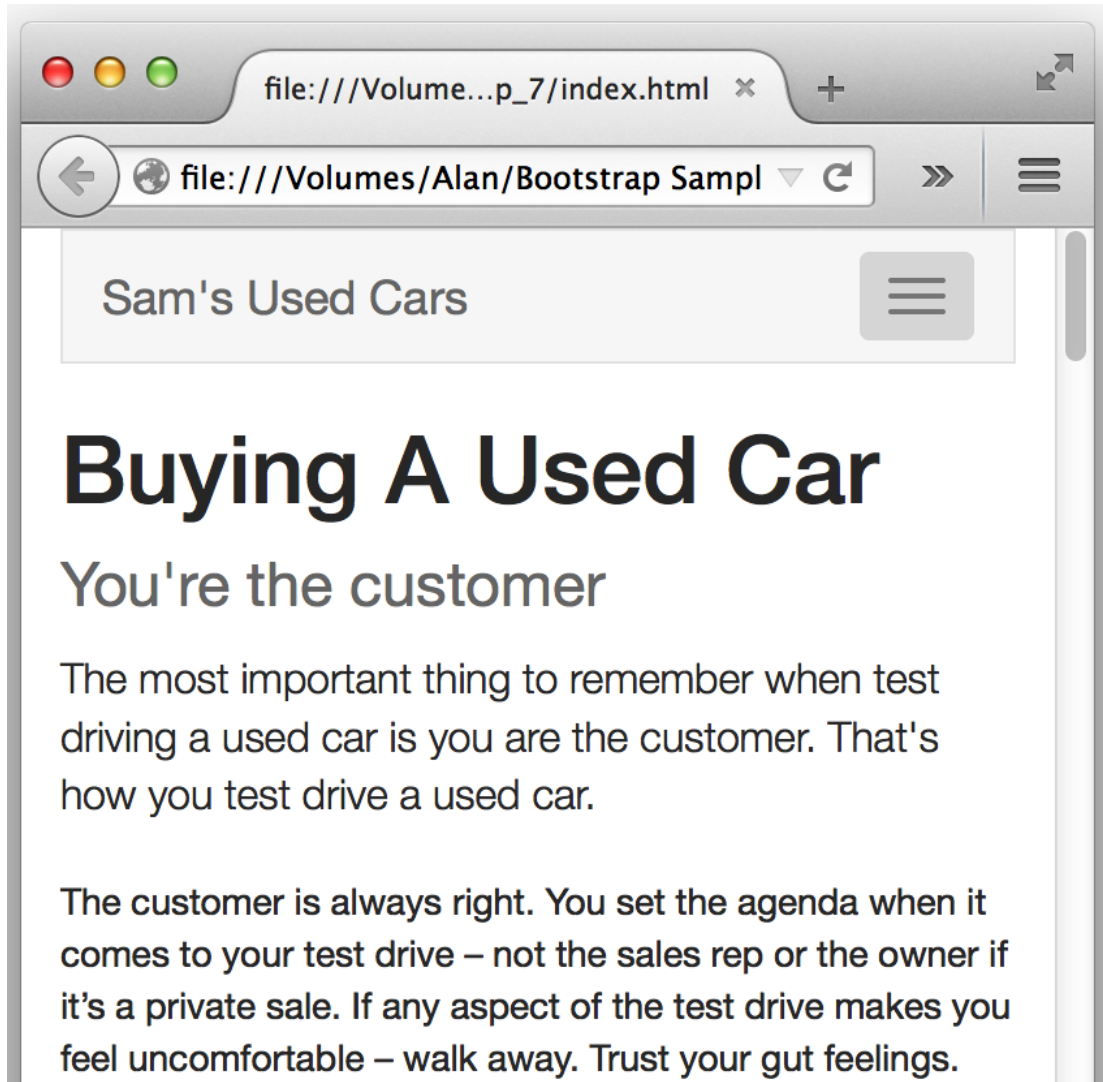 file:///Volume...p_7/index.html
file:///Volumes/Alan/Bootstrap Sampl
Sam's Used Cars
Buying A Used Car
You're the customer
The most important thing to remember when test
driving a used car is you are the customer. That's
how you test drive a used car.
The customer is always right. You set the agenda when it
comes to your test drive – not the sales rep or the owner if
it’s a private sale. If any aspect of the test drive makes you
feel uncomfortable – walk away. Trust your gut feelings.